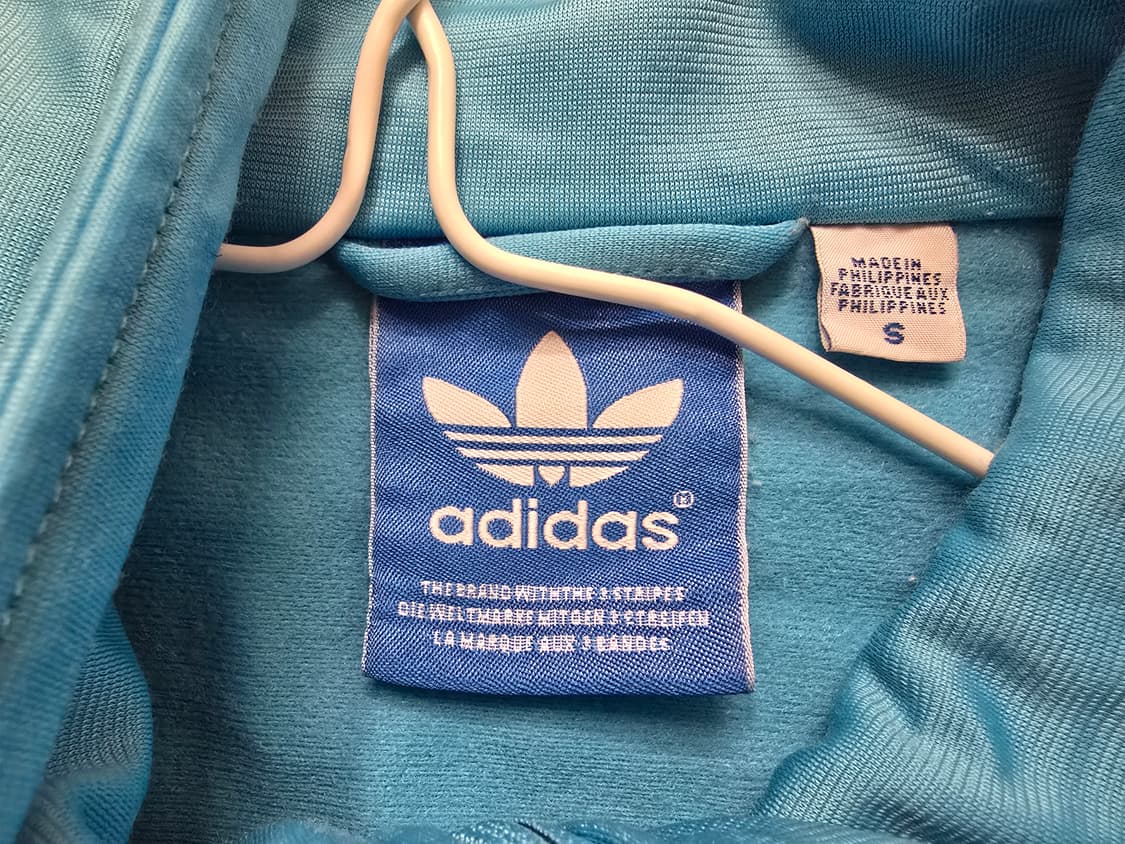 MADE IN
PHILIPPINES
FABRIQUE AUX
PHILIPPINES
S
adidas®
THE BRAND WITH THE 3 STRIPES
DIE WELTMARKE MIT DEN 3 STREIFEN
LA MARQUE AUX 3 BANDES